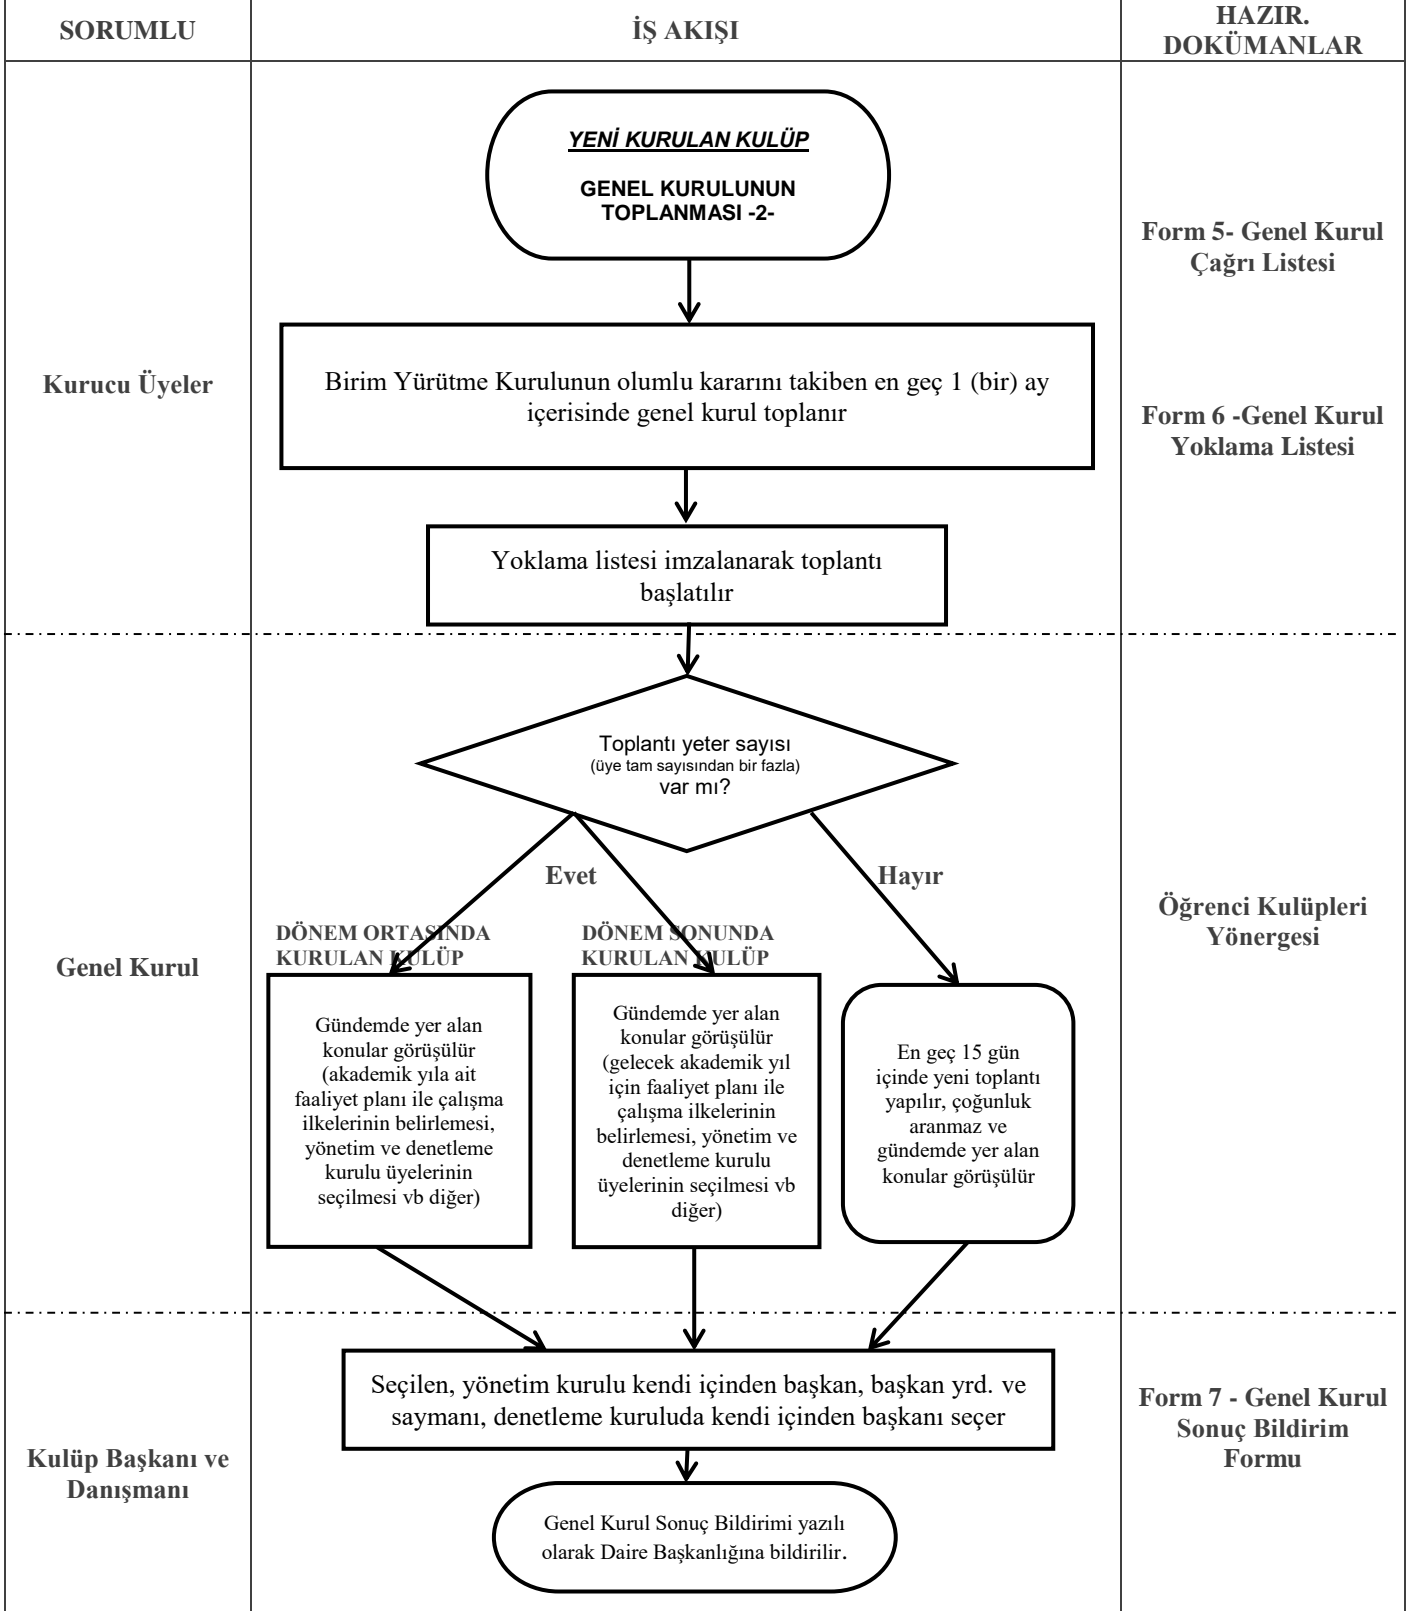 SORUMLU
İŞ AKIŞI
HAZIR.
DOKÜMANLAR
YENİ KURULAN KULÜP
GENEL KURULUNUN
TOPLANMASI -2-
Form 5- Genel Kurul
Çağrı Listesi
Kurucu Üyeler
Birim Yürütme Kurulunun olumlu kararını takiben en geç 1 (bir) ay
içerisinde genel kurul toplanır
Form 6 -Genel Kurul
Yoklama Listesi
Yoklama listesi imzalanarak toplantı
başlatılır
Toplantı yeter sayısı
(üye tam sayısından bir fazla)
var mı?
Evet
Hayır
DÖNEM ORTASINDA
KURULAN KULÜP
DÖNEM SONUNDA
KURULAN KULÜP
Genel Kurul
Öğrenci Kulüpleri
Yönergesi
Gündemde yer alan
konular görüşülür
(akademik yıla ait
faaliyet planı ile çalışma
ilkelerinin belirlemesi,
yönetim ve denetleme
kurulu üyelerinin
seçilmesi vb diğer)
Gündemde yer alan
konular görüşülür
(gelecek akademik yıl
için faaliyet planı ile
çalışma ilkelerinin
belirlemesi, yönetim ve
denetleme kurulu
üyelerinin seçilmesi vb
diğer)
En geç 15 gün
içinde yeni toplantı
yapılır, çoğunluk
aranmaz ve
gündemde yer alan
konular görüşülür
Seçilen, yönetim kurulu kendi içinden başkan, başkan yrd. ve
saymanı, denetleme kuruluda kendi içinden başkanı seçer
Form 7 - Genel Kurul
Sonuç Bildirim
Formu
Kulüp Başkanı ve
Danışmanı
Genel Kurul Sonuç Bildirimi yazılı
olarak Daire Başkanlığına bildirilir.